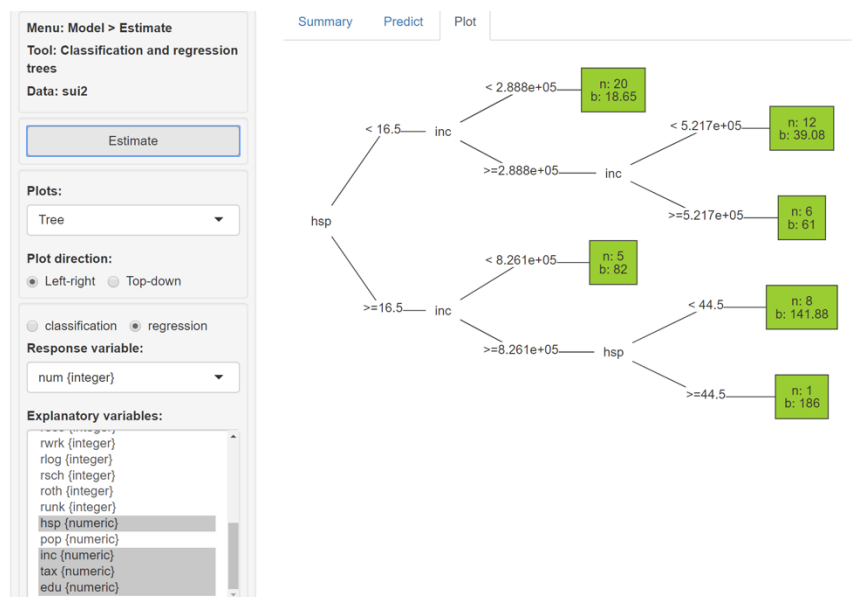 Menu: Model > Estimate
Tool: Classification and regression
trees
Data: sui2
Estimate
Plots:
Tree
Plot direction:
Left-right Top-down
classification regression
Response variable:
num {integer}
Explanatory variables:
rwrk {integer}
rlog {integer}
rsch {integer}
roth {integer}
runk {integer}
hsp {numeric}
pop {numeric}
inc {numeric}
tax {numeric}
edu {numeric}
Summary Predict Plot
hsp
< 16.5
inc
< 2.888e+05
n: 20
b: 18.65
>=2.888e+05
inc
< 5.217e+05
n: 12
b: 39.08
>=5.217e+05
n: 6
b: 61
>=16.5
inc
< 8.261e+05
n: 5
b: 82
>=8.261e+05
hsp
< 44.5
n: 8
b: 141.88
>=44.5
n: 1
b: 186